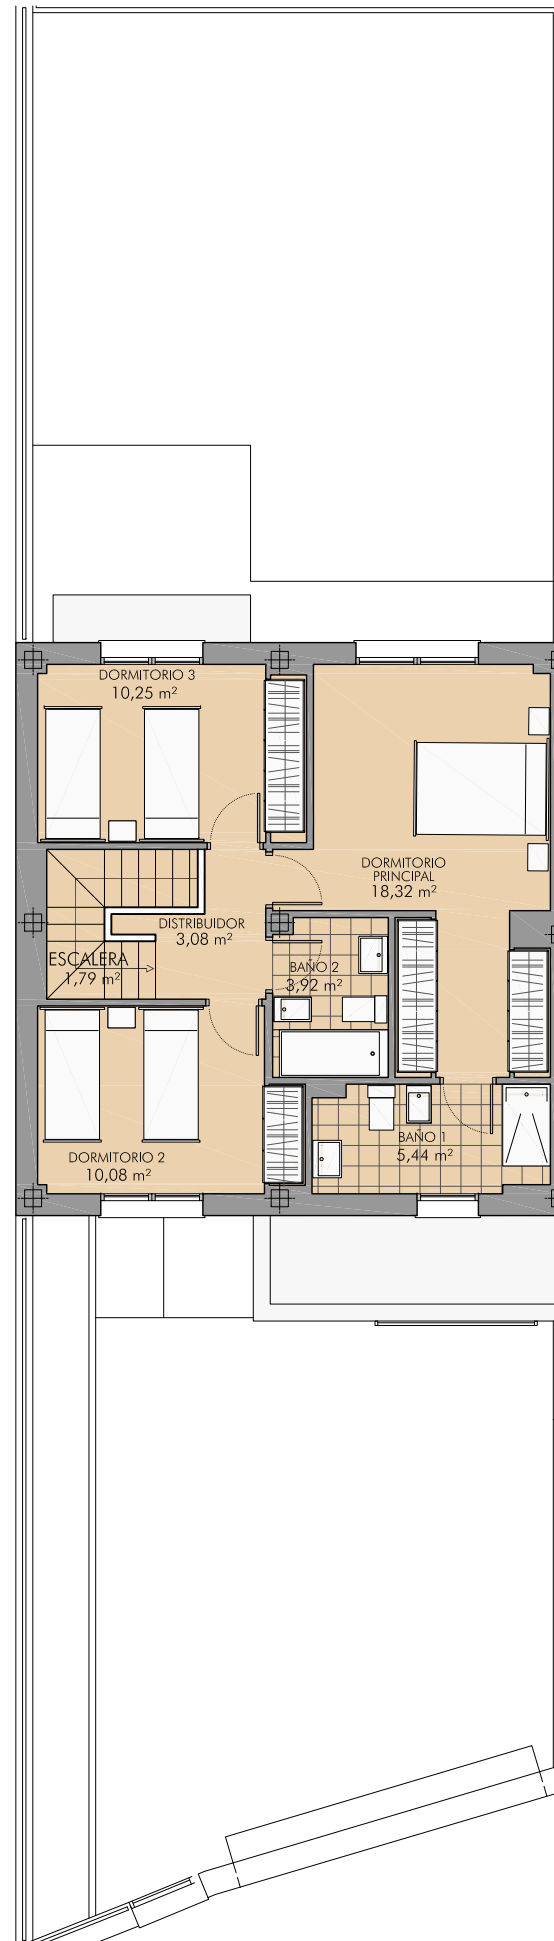 DORMITORIO 3
10,25 m²
DORMITORIO
PRINCIPAL
18,32 m²
DISTRIBUIDOR
3,08 m²
ESCALERA
1,79 m²
BAÑO 2
3,92 m²
BAÑO 1
5,44 m²
DORMITORIO 2
10,08 m²